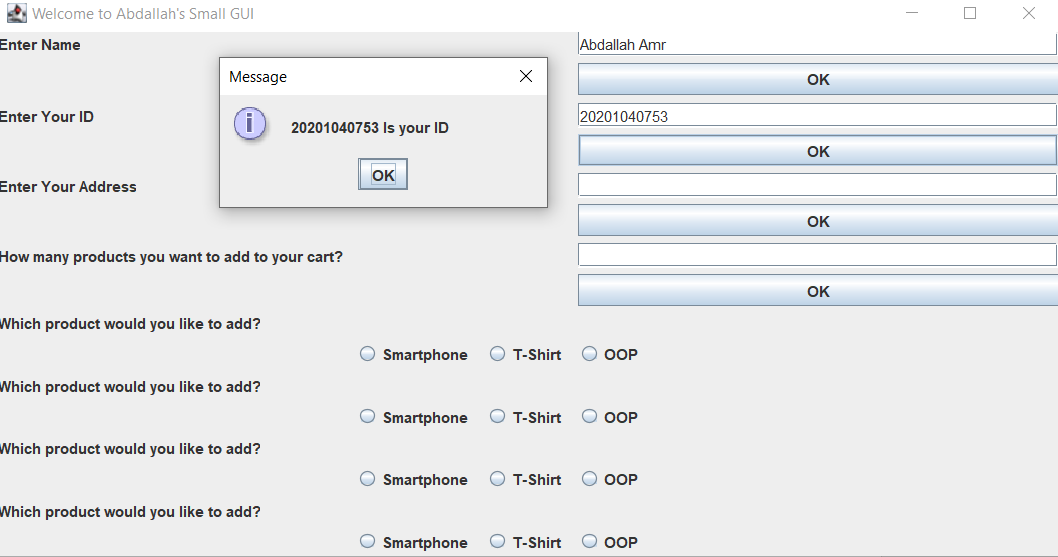 Welcome to Abdallah's Small GUI
Enter Name
Abdallah Amr
OK
Message
20201040753 Is your ID
OK
Enter Your ID
20201040753
OK
Enter Your Address
OK
How many products you want to add to your cart?
OK
Which product would you like to add?
Smartphone T-Shirt OOP
Which product would you like to add?
Smartphone T-Shirt OOP
Which product would you like to add?
Smartphone T-Shirt OOP
Which product would you like to add?
Smartphone T-Shirt OOP